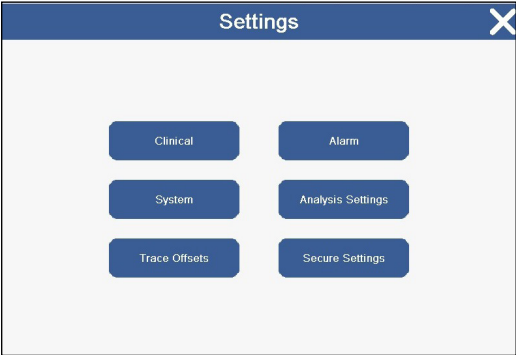 Settings
Clinical
Alarm
System
Analysis Settings
Trace Offsets
Secure Settings